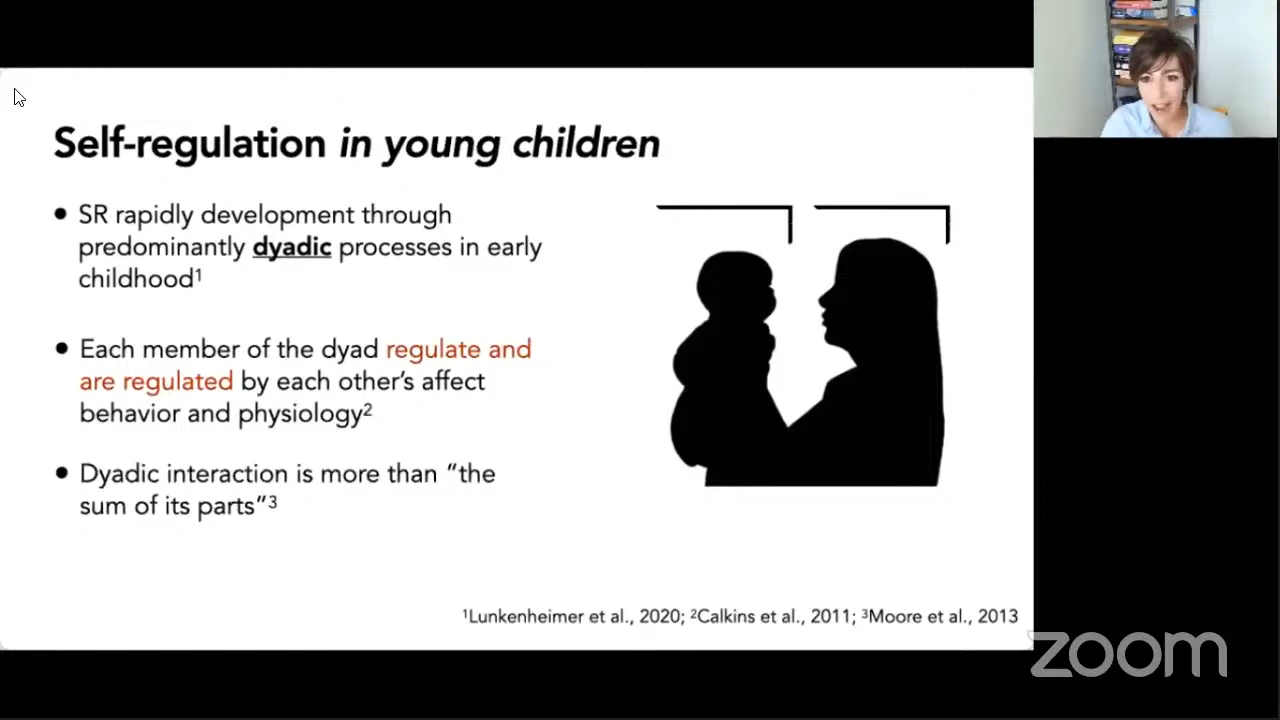 Self-regulation in young children
• SR rapidly development through
predominantly dyadic processes in early
childhood¹
• Each member of the dyad regulate and
are regulated by each other’s affect
behavior and physiology²
• Dyadic interaction is more than “the
sum of its parts”³
¹Lunkenheimer et al., 2020; ²Calkins et al., 2011; ³Moore et al., 2013
zoom